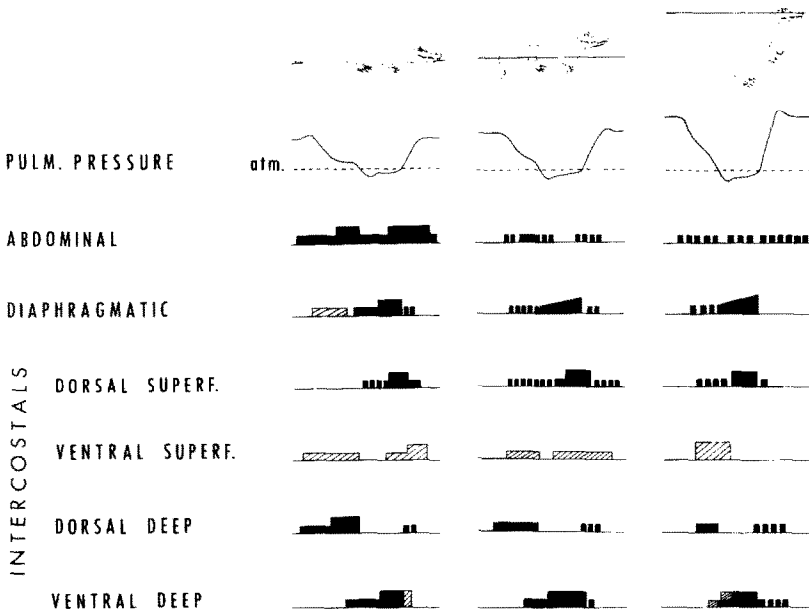 PULM. PRESSURE atm.
ABDOMINAL
DIAPHRAGMATIC
INTERCOSTALS
DORSAL SUPERF.
VENTRAL SUPERF.
DORSAL DEEP
VENTRAL DEEP